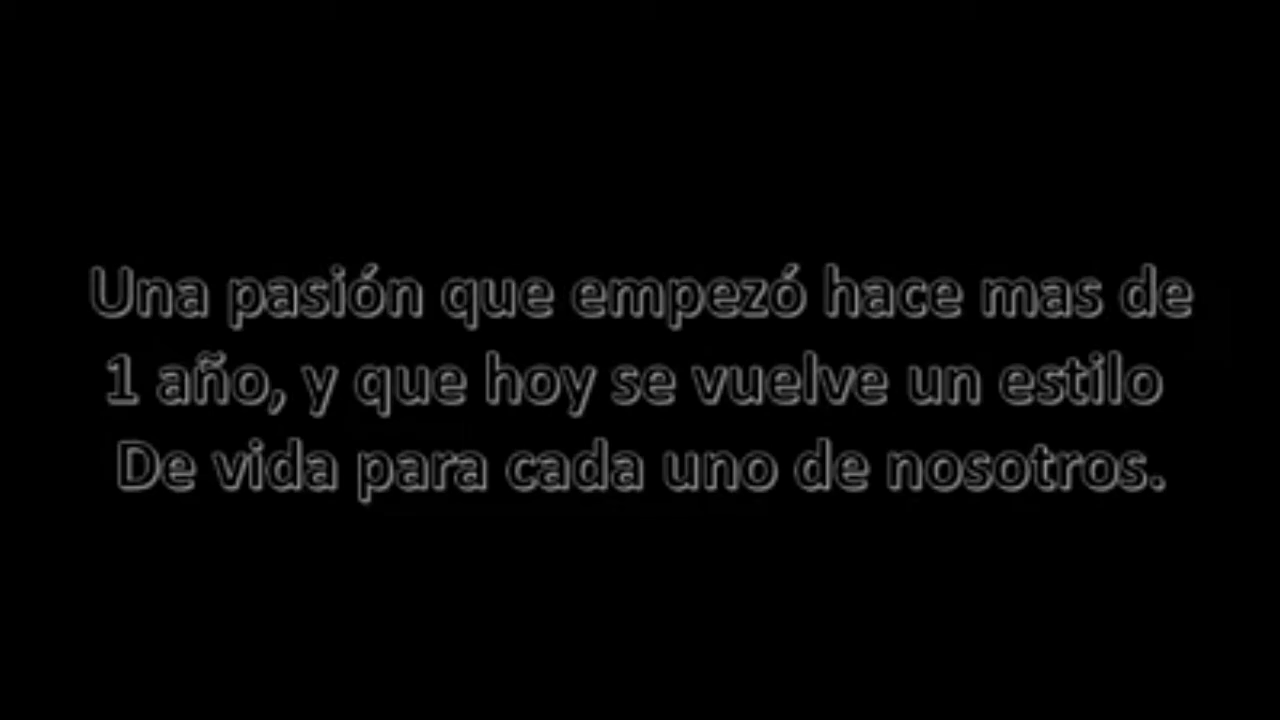 Una pasión que empezó hace mas de
1 año, y que hoy se vuelve un estilo
De vida para cada uno de nosotros.